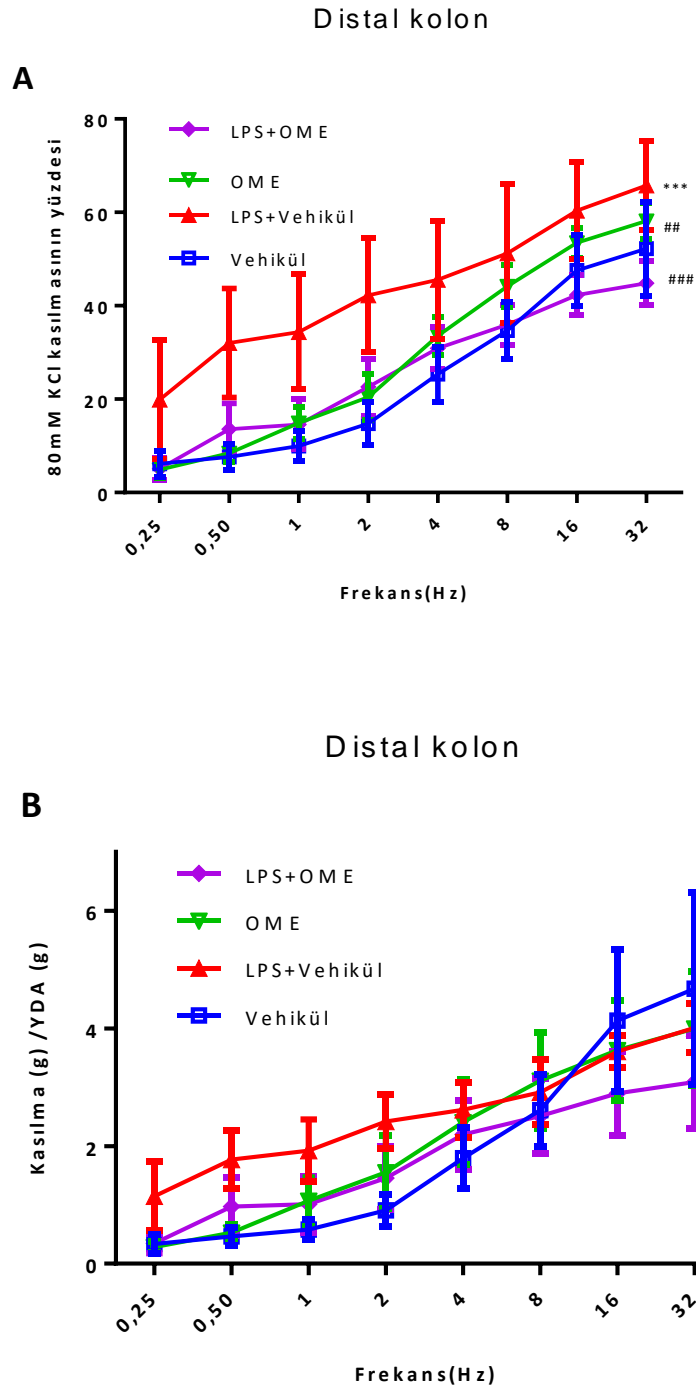 Distal kolon
A
80mM KCl kasılmasının yüzdesi
80
60
40
20
0
LPS+OME
OME
LPS+Vehikül
Vehikül
***
##
###
0,25
0,50
1
2
4
8
16
32
Frekans(Hz)
Distal kolon
B
Kasılma (g) /YDA (g)
6
4
2
0
LPS+OME
OME
LPS+Vehikül
Vehikül
0,25
0,50
1
2
4
8
16
32
Frekans(Hz)